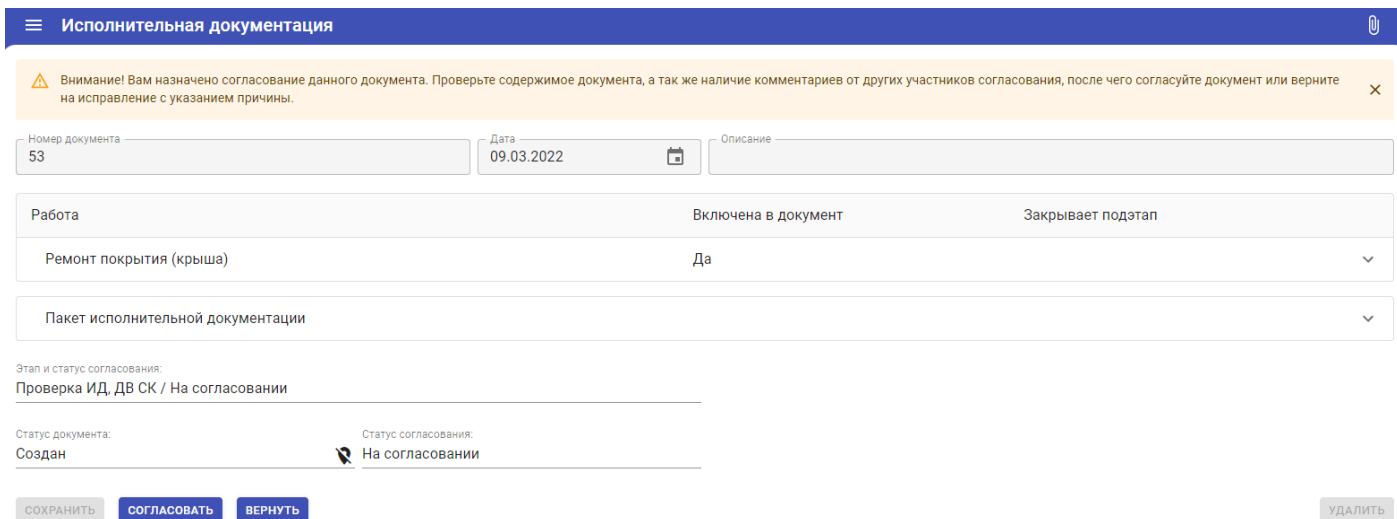 Исполнительная документация
Внимание! Вам назначено согласование данного документа. Проверьте содержимое документа, а так же наличие комментариев от других участников согласования, после чего согласуйте документ или верните
на исправление с указанием причины.
Номер документа
53
Дата
09.03.2022
Описание
Работа
Включена в документ
Закрывает подэтап
Ремонт покрытия (крыша)
Да
Пакет исполнительной документации
Этап и статус согласования:
Проверка ИД, ДВ СК / На согласовании
Статус документа:
Создан
Статус согласования:
На согласовании
СОХРАНИТЬ
СОГЛАСОВАТЬ
ВЕРНУТЬ
УДАЛИТЬ